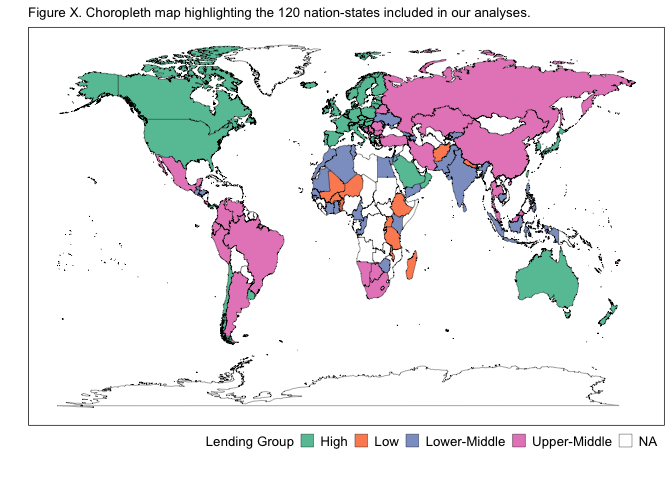 Figure X. Choropleth map highlighting the 120 nation-states included in our analyses.
Lending Group High Low Lower-Middle Upper-Middle NA